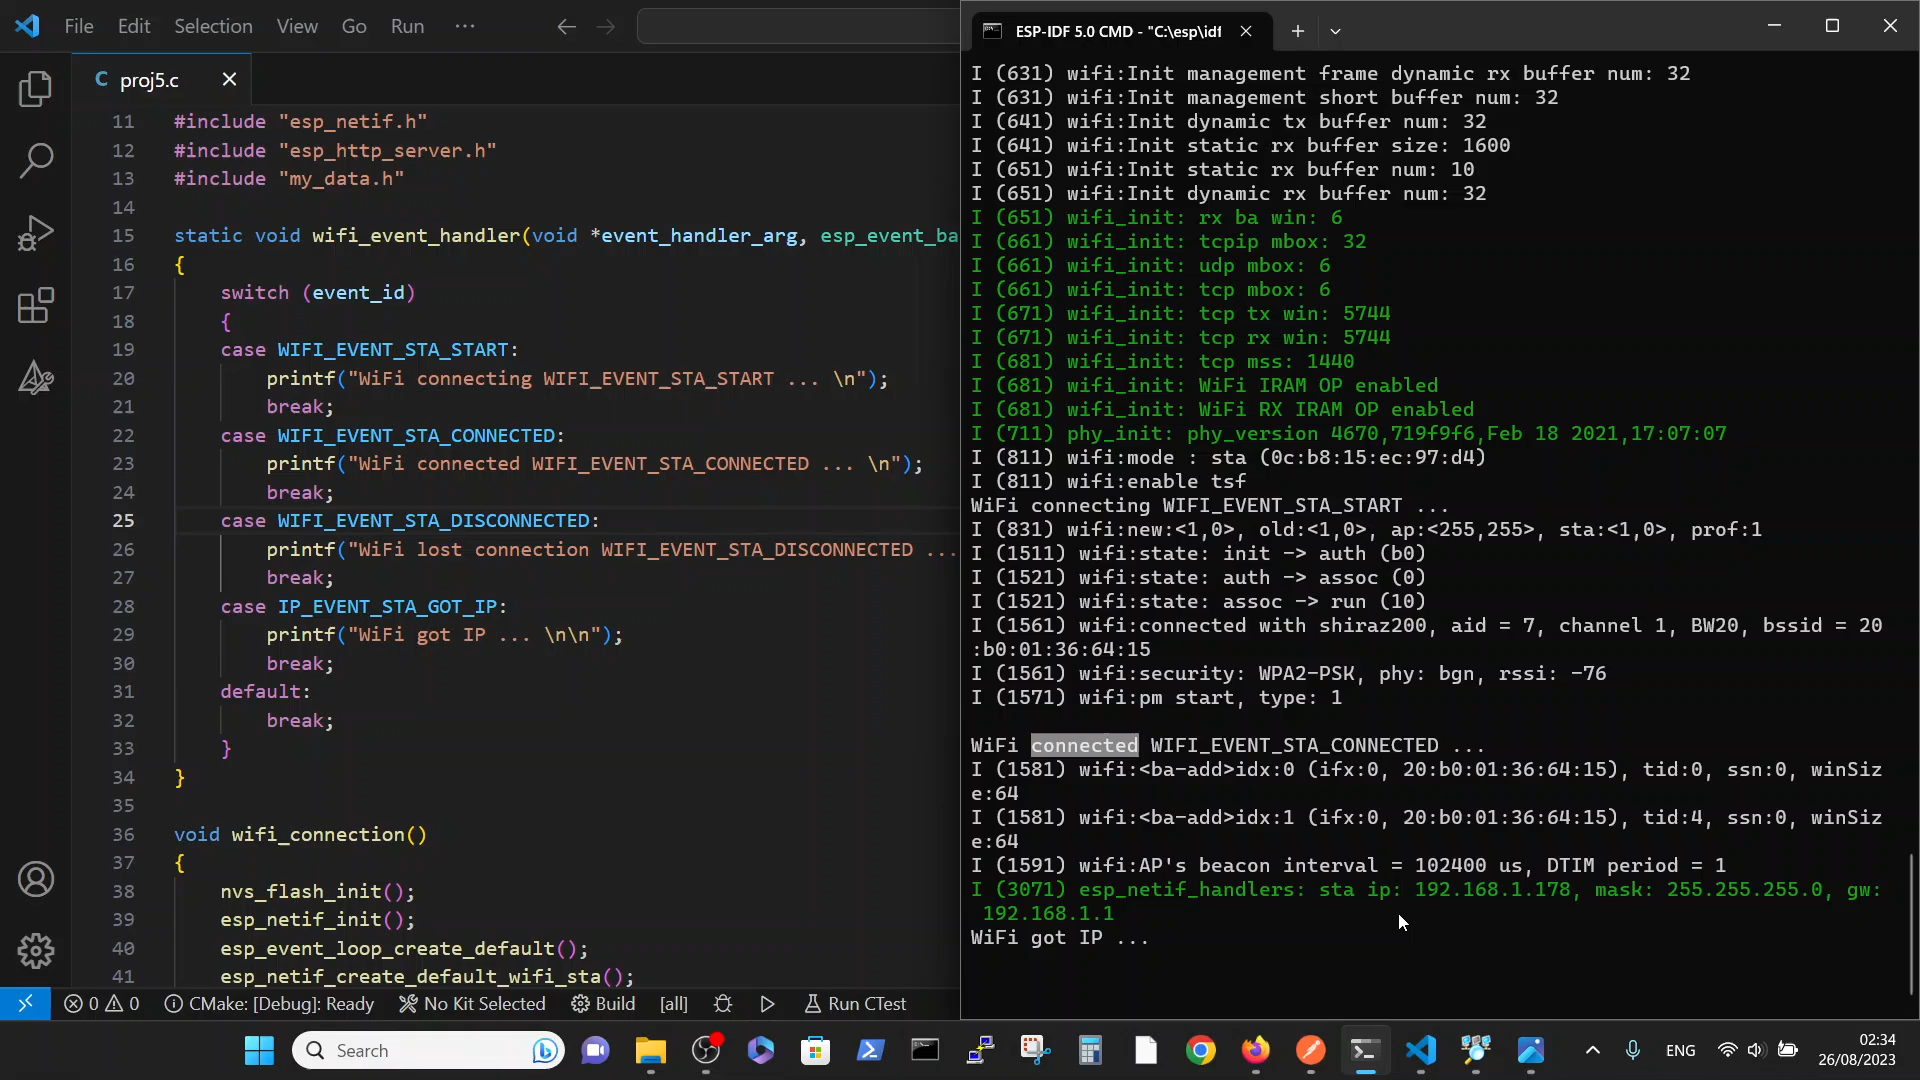 File Edit Selection View Go Run ...
C proj5.c
11 #include "esp_netif.h"
12 #include "esp_http_server.h"
13 #include "my_data.h"
14
15 static void wifi_event_handler(void *event_handler_arg, esp_event_ba
16 {
17 switch (event_id)
18 {
19 case WIFI_EVENT_STA_START:
20 printf("WiFi connecting WIFI_EVENT_STA_START ... \n");
21 break;
22 case WIFI_EVENT_STA_CONNECTED:
23 printf("WiFi connected WIFI_EVENT_STA_CONNECTED ... \n");
24 break;
25 case WIFI_EVENT_STA_DISCONNECTED:
26 printf("WiFi lost connection WIFI_EVENT_STA_DISCONNECTED ...
27 break;
28 case IP_EVENT_STA_GOT_IP:
29 printf("WiFi got IP ... \n\n");
30 break;
31 default:
32 break;
33 }
34 }
35
36 void wifi_connection()
37 {
38 nvs_flash_init();
39 esp_netif_init();
40 esp_event_loop_create_default();
41 esp_netif_create_default_wifi_sta();
0 0 CMake: [Debug]: Ready No Kit Selected Build [all] Run CTest
ESP-IDF 5.0 CMD - "C:\esp\idf
I (631) wifi:Init management frame dynamic rx buffer num: 32
I (631) wifi:Init management short buffer num: 32
I (641) wifi:Init dynamic tx buffer num: 32
I (641) wifi:Init static rx buffer size: 1600
I (651) wifi:Init static rx buffer num: 10
I (651) wifi:Init dynamic rx buffer num: 32
I (651) wifi_init: rx ba win: 6
I (661) wifi_init: tcpip mbox: 32
I (661) wifi_init: udp mbox: 6
I (661) wifi_init: tcp mbox: 6
I (671) wifi_init: tcp tx win: 5744
I (671) wifi_init: tcp rx win: 5744
I (681) wifi_init: tcp mss: 1440
I (681) wifi_init: WiFi IRAM OP enabled
I (681) wifi_init: WiFi RX IRAM OP enabled
I (711) phy_init: phy_version 4670,719f9f6,Feb 18 2021,17:07:07
I (811) wifi:mode : sta (0c:b8:15:ec:97:d4)
I (811) wifi:enable tsf
WiFi connecting WIFI_EVENT_STA_START ...
I (831) wifi:new:<1,0>, old:<1,0>, ap:<255,255>, sta:<1,0>, prof:1
I (1511) wifi:state: init -> auth (b0)
I (1521) wifi:state: auth -> assoc (0)
I (1521) wifi:state: assoc -> run (10)
I (1561) wifi:connected with shiraz200, aid = 7, channel 1, BW20, bssid = 20
:b0:01:36:64:15
I (1561) wifi:security: WPA2-PSK, phy: bgn, rssi: -76
I (1571) wifi:pm start, type: 1
WiFi connected WIFI_EVENT_STA_CONNECTED ...
I (1581) wifi:<ba-add>idx:0 (ifx:0, 20:b0:01:36:64:15), tid:0, ssn:0, winSiz
e:64
I (1581) wifi:<ba-add>idx:1 (ifx:0, 20:b0:01:36:64:15), tid:4, ssn:0, winSiz
e:64
I (1591) wifi:AP's beacon interval = 102400 us, DTIM period = 1
I (3071) esp_netif_handlers: sta ip: 192.168.1.178, mask: 255.255.255.0, gw:
192.168.1.1
WiFi got IP ...
Search
ENG
02:34
26/08/2023